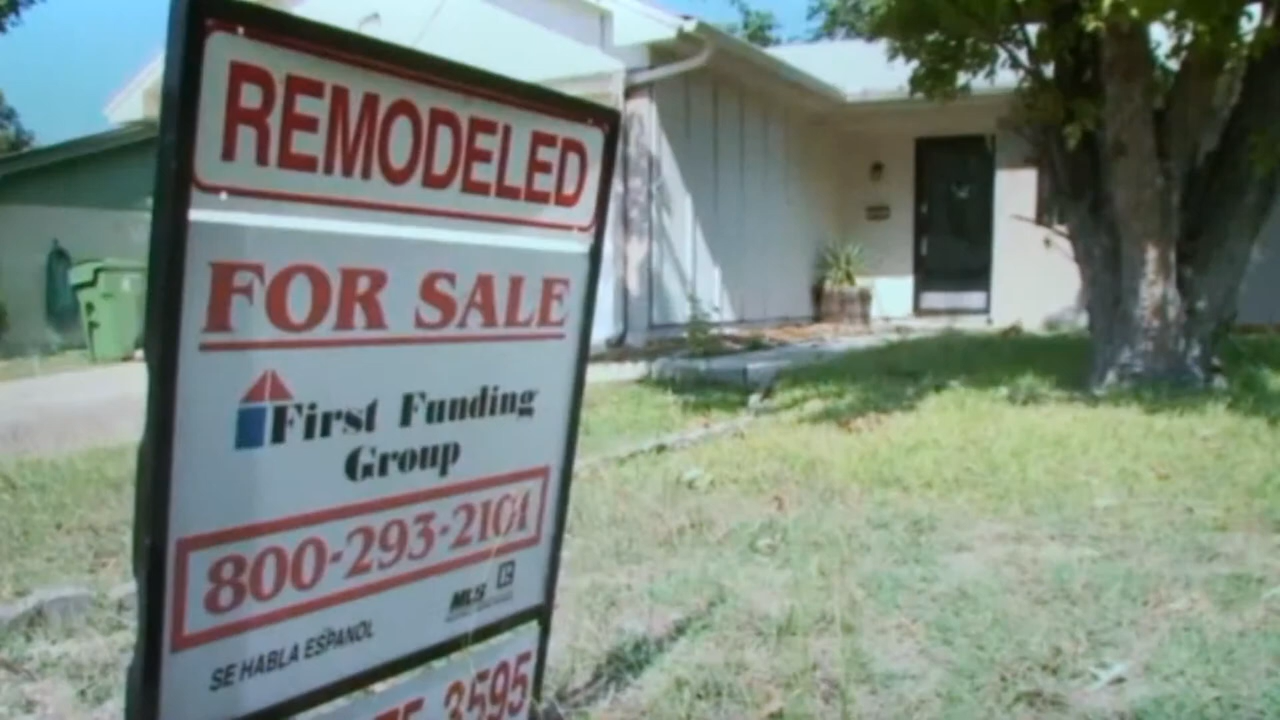 REMODELED
FOR SALE
First Funding
Group
800-293-2101
MLS
SE HABLA ESPANOL
3595